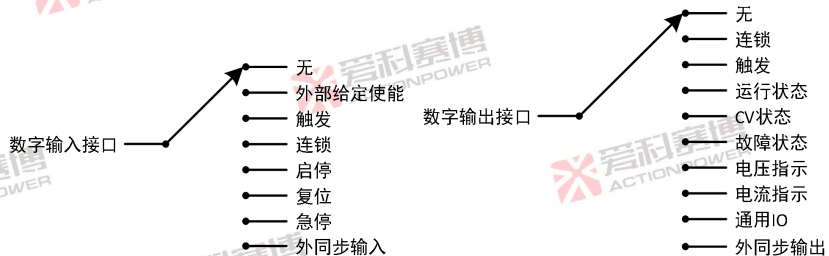 数字输入接口
无
外部给定使能
触发
连锁
启停
复位
急停
外同步输入
数字输出接口
无
连锁
触发
运行状态
CV状态
故障状态
电压指示
电流指示
通用IO
外同步输出
爱科赛博
ACTIONPOWER
爱科赛博
ACTIONPOWER